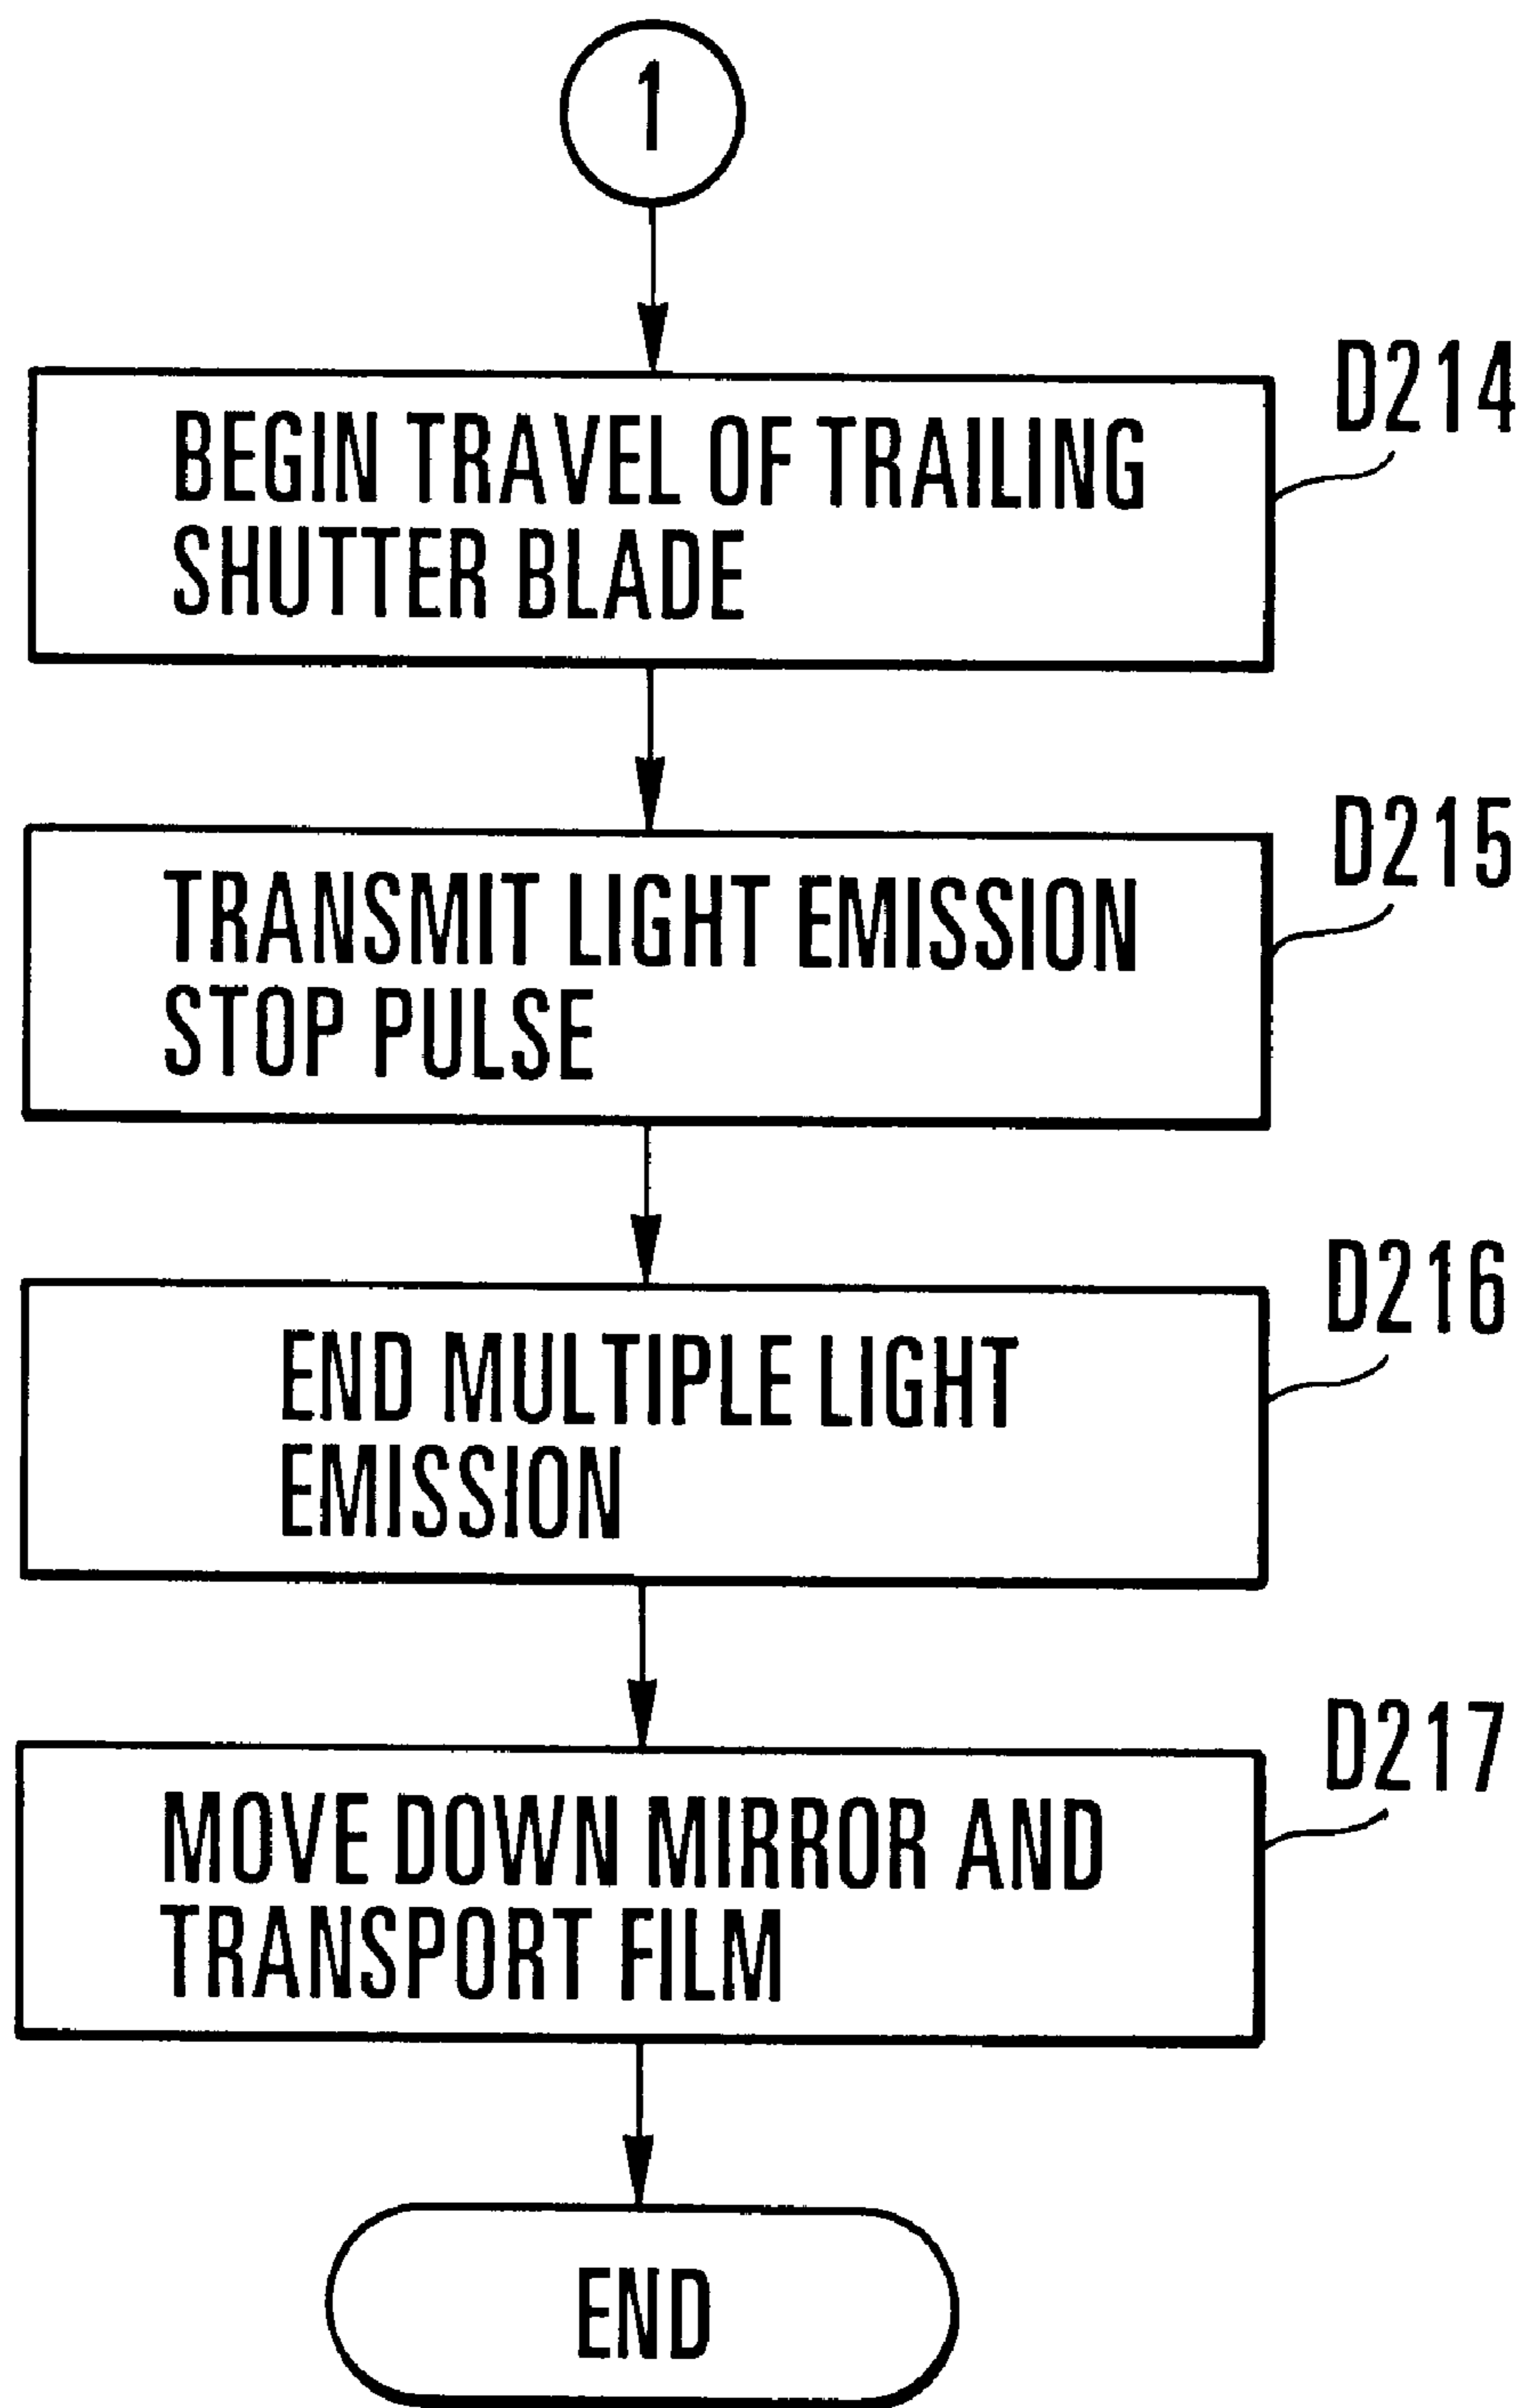 1
D214
BEGIN TRAVEL OF TRAILING
SHUTTER BLADE
D215
TRANSMIT LIGHT EMISSION
STOP PULSE
D216
END MULTIPLE LIGHT
EMISSION
D217
MOVE DOWN MIRROR AND
TRANSPORT FILM
END